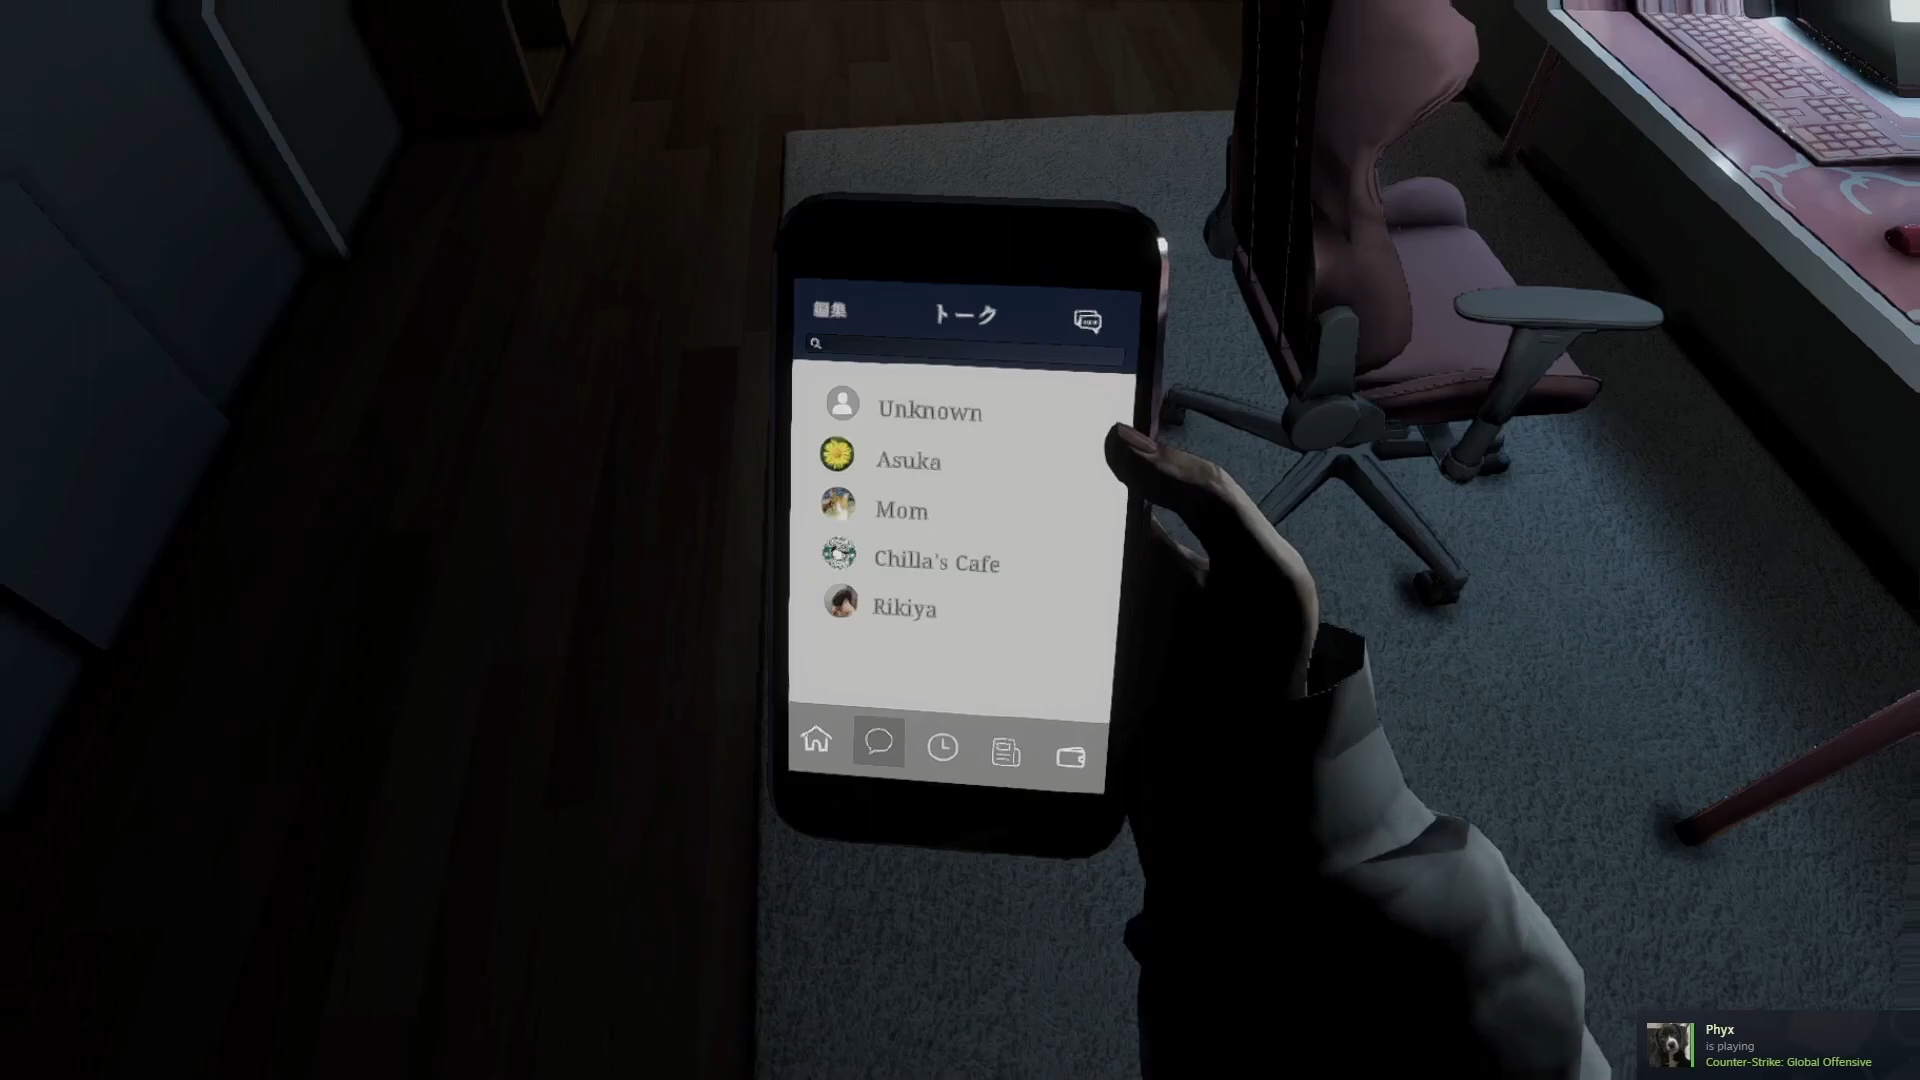 編集
トーク
Unknown
Asuka
Mom
Chilla's Cafe
Rikiya
Phyx
is playing
Counter-Strike: Global Offensive